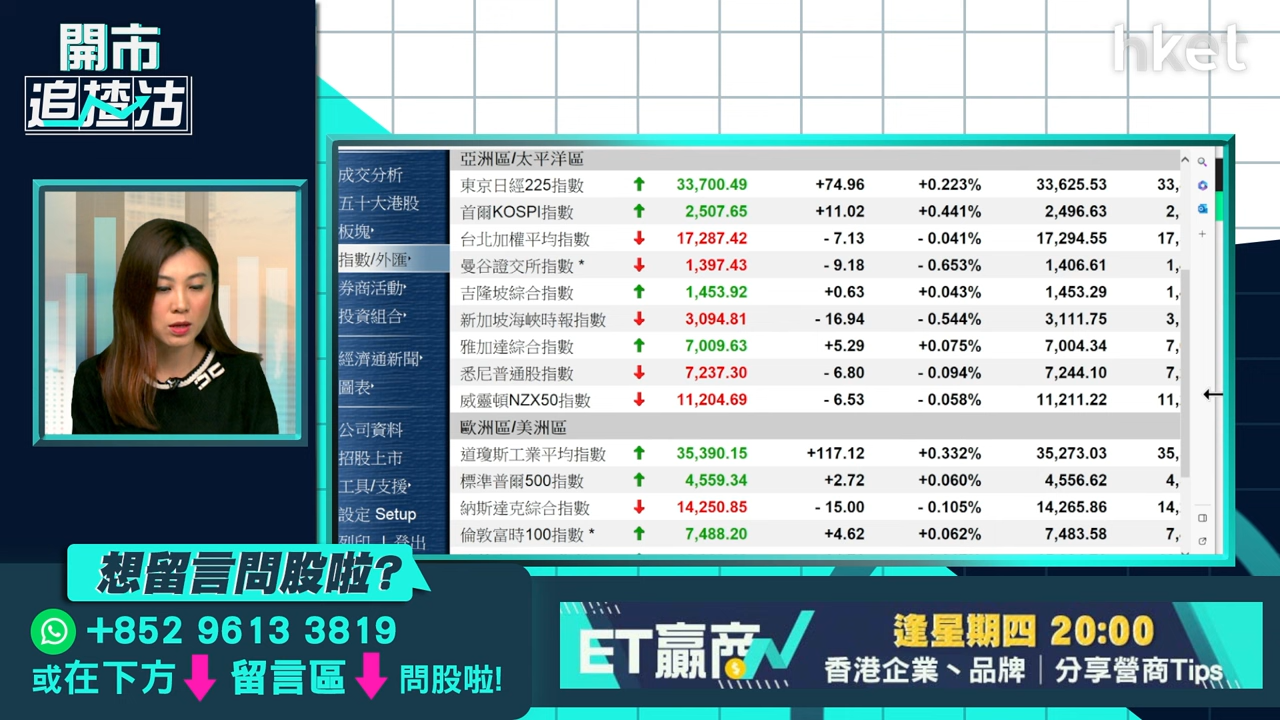 開市
追揸沽
hket
成交分析
五十大港股
板塊
指數/外匯
券商活動
投資組合
經濟通新聞
圖表
公司資料
招股上市
工具/支援
設定 Setup
列印 | 登出
亞洲區/太平洋區
東京日經225指數 33,700.49 +74.96 +0.223% 33,625.53 33,
首爾KOSPI指數 2,507.65 +11.02 +0.441% 2,496.63 2,
台北加權平均指數 17,287.42 - 7.13 - 0.041% 17,294.55 17,
曼谷證交所指數 * 1,397.43 - 9.18 - 0.653% 1,406.61 1,
吉隆坡綜合指數 1,453.92 +0.63 +0.043% 1,453.29 1,
新加坡海峽時報指數 3,094.81 - 16.94 - 0.544% 3,111.75 3,
雅加達綜合指數 7,009.63 +5.29 +0.075% 7,004.34 7,
悉尼普通股指數 7,237.30 - 6.80 - 0.094% 7,244.10 7,
威靈頓NZX50指數 11,204.69 - 6.53 - 0.058% 11,211.22 11,
歐洲區/美洲區
道瓊斯工業平均指數 35,390.15 +117.12 +0.332% 35,273.03 35,
標準普爾500指數 4,559.34 +2.72 +0.060% 4,556.62 4,
納斯達克綜合指數 14,250.85 - 15.00 - 0.105% 14,265.86 14,
倫敦富時100指數 * 7,488.20 +4.62 +0.062% 7,483.58 7,
想留言問股啦?
+852 9613 3819
或在下方 留言區 問股啦!
ET贏商
逢星期四 20:00
香港企業、品牌|分享營商Tips